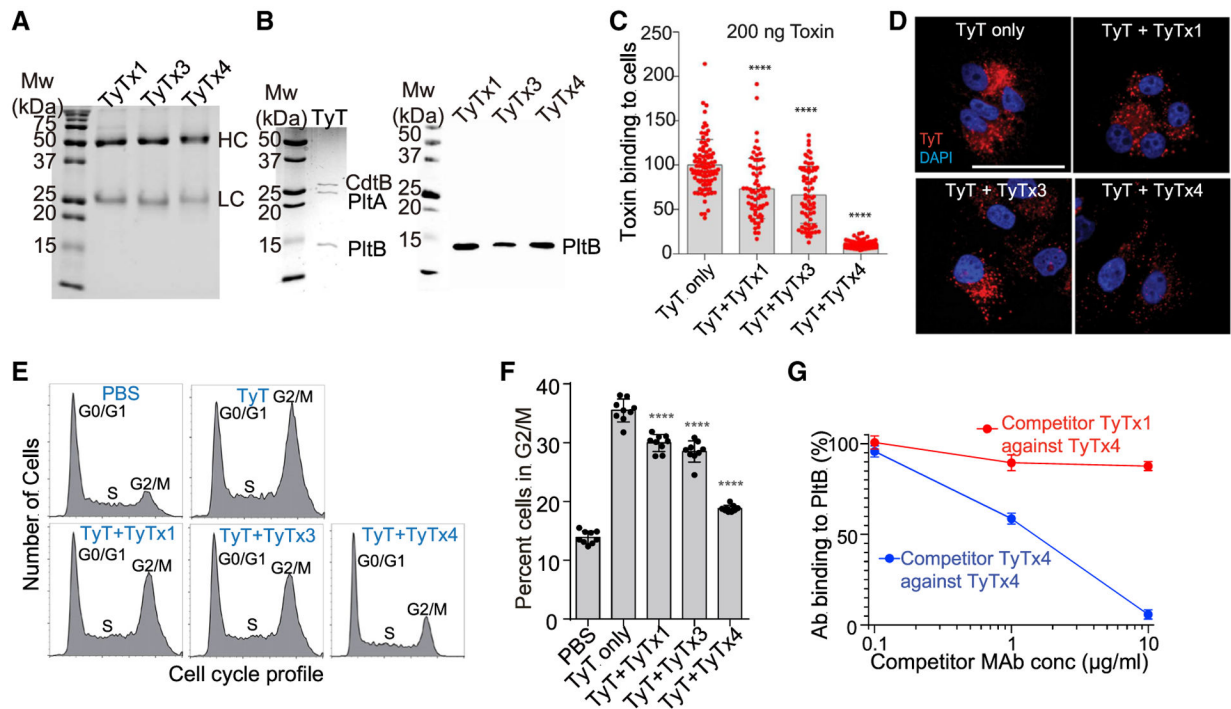 A
Mw
(kDa)
TyTx1
TyTx3
TyTx4
75
50
37
25
20
15
HC
LC
B
Mw
(kDa)
TyT
50
37
25
20
15
CdtB
PltA
PltB
Mw
(kDa)
TyTx1
TyTx3
TyTx4
50
37
25
20
15
PltB
C
200 ng Toxin
Toxin binding to cells
250
200
150
100
50
0
****
****
****
TyT only
TyT+TyTx1
TyT+TyTx3
TyT+TyTx4
D
TyT only
TyT + TyTx1
TyT
DAPI
TyT + TyTx3
TyT + TyTx4
E
Number of Cells
PBS
G0/G1
S
G2/M
TyT
G0/G1
S
G2/M
TyT+TyTx1
G0/G1
S
G2/M
TyT+TyTx3
G0/G1
S
G2/M
TyT+TyTx4
G0/G1
S
G2/M
Cell cycle profile
F
Percent cells in G2/M
40
30
20
10
0
****
****
****
PBS
TyT only
TyT+TyTx1
TyT+TyTx3
TyT+TyTx4
G
Ab binding to PltB (%)
100
50
0
Competitor TyTx1
against TyTx4
Competitor TyTx4
against TyTx4
0.1
1
10
Competitor MAb conc (µg/ml)